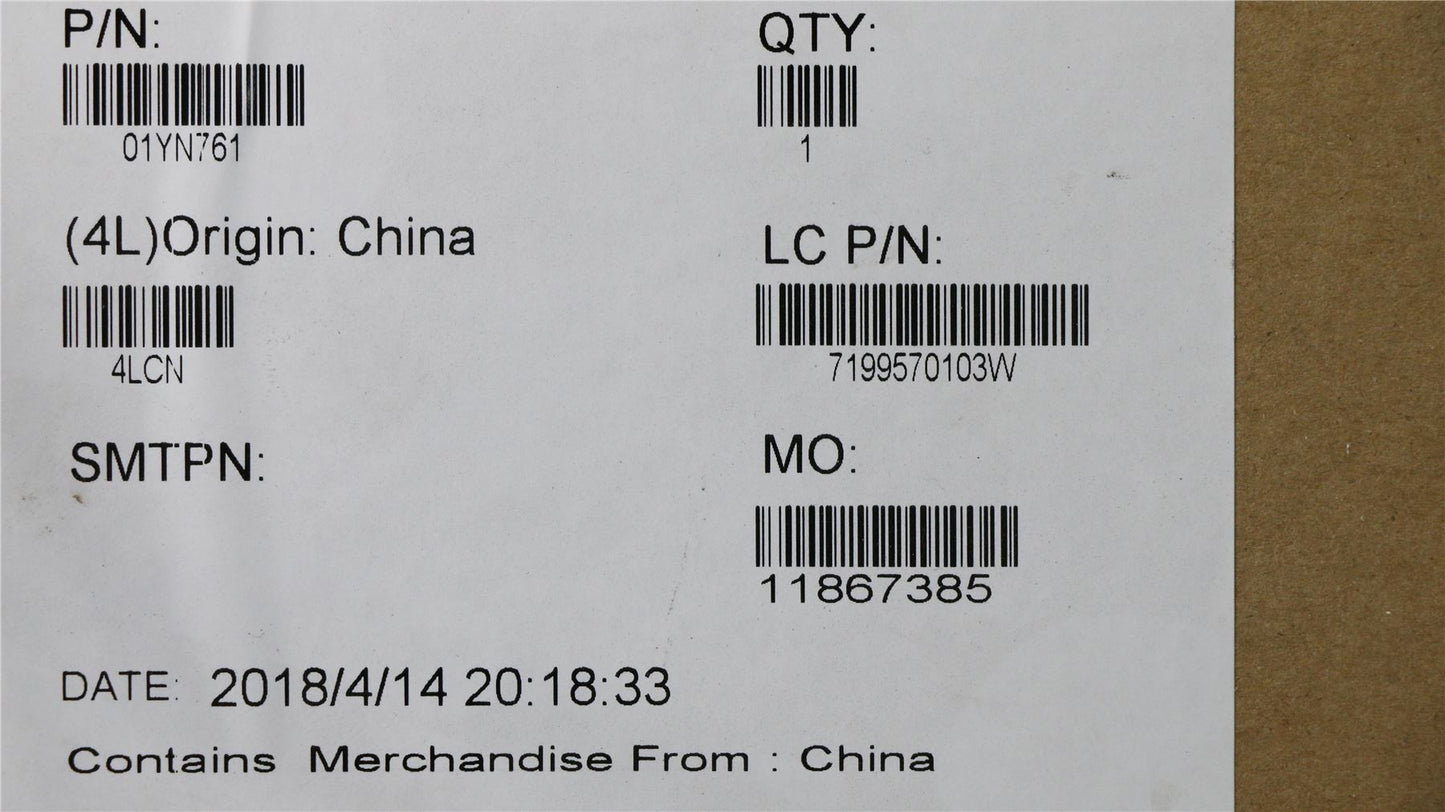 P/N:
01YN761
QTY:
1
(4L)Origin: China
4LCN
LC P/N:
7199570103W
SMTPN:
MO:
11867385
DATE: 2018/4/14 20:18:33
Contains Merchandise From : China